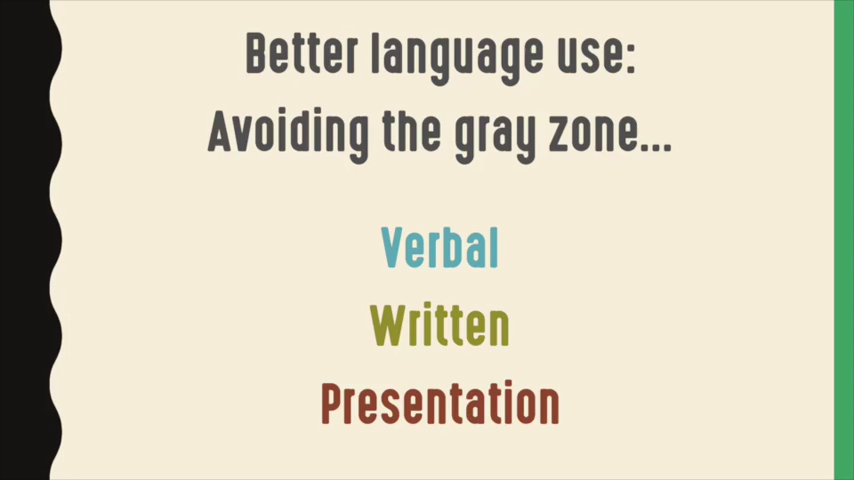 Better language use:
Avoiding the gray zone...
Verbal
Written
Presentation